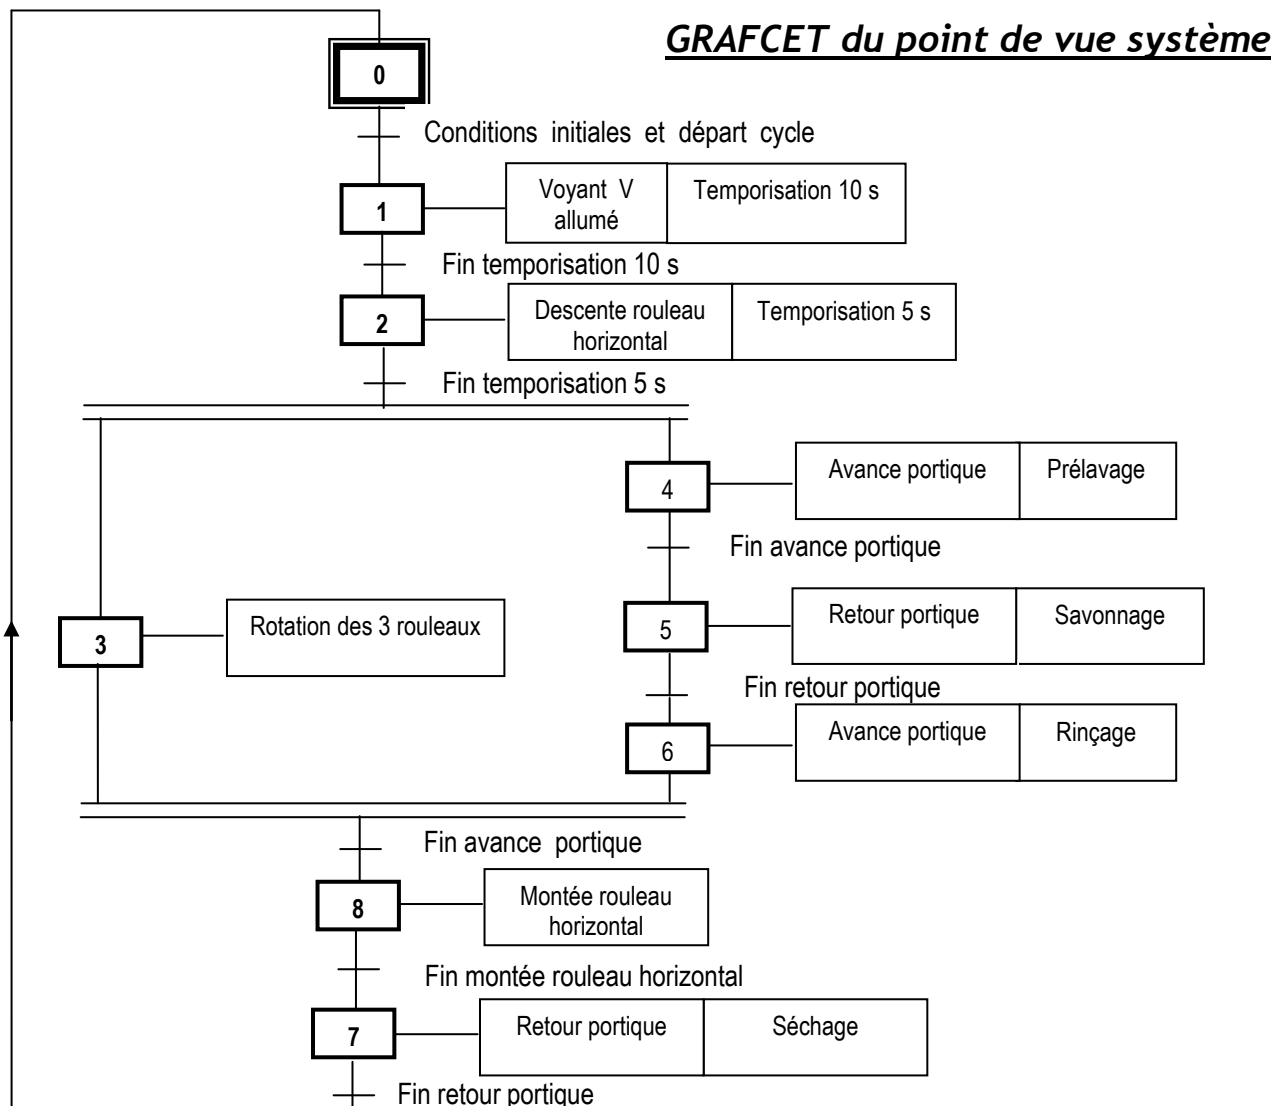 GRAFCET du point de vue système
0
Conditions initiales et départ cycle
1
Voyant V
allumé
Temporisation 10 s
Fin temporisation 10 s
2
Descente rouleau
horizontal
Temporisation 5 s
Fin temporisation 5 s
4
Avance portique
Prélavage
Fin avance portique
3
Rotation des 3 rouleaux
5
Retour portique
Savonnage
Fin retour portique
6
Avance portique
Rinçage
Fin avance portique
8
Montée rouleau
horizontal
Fin montée rouleau horizontal
7
Retour portique
Séchage
Fin retour portique